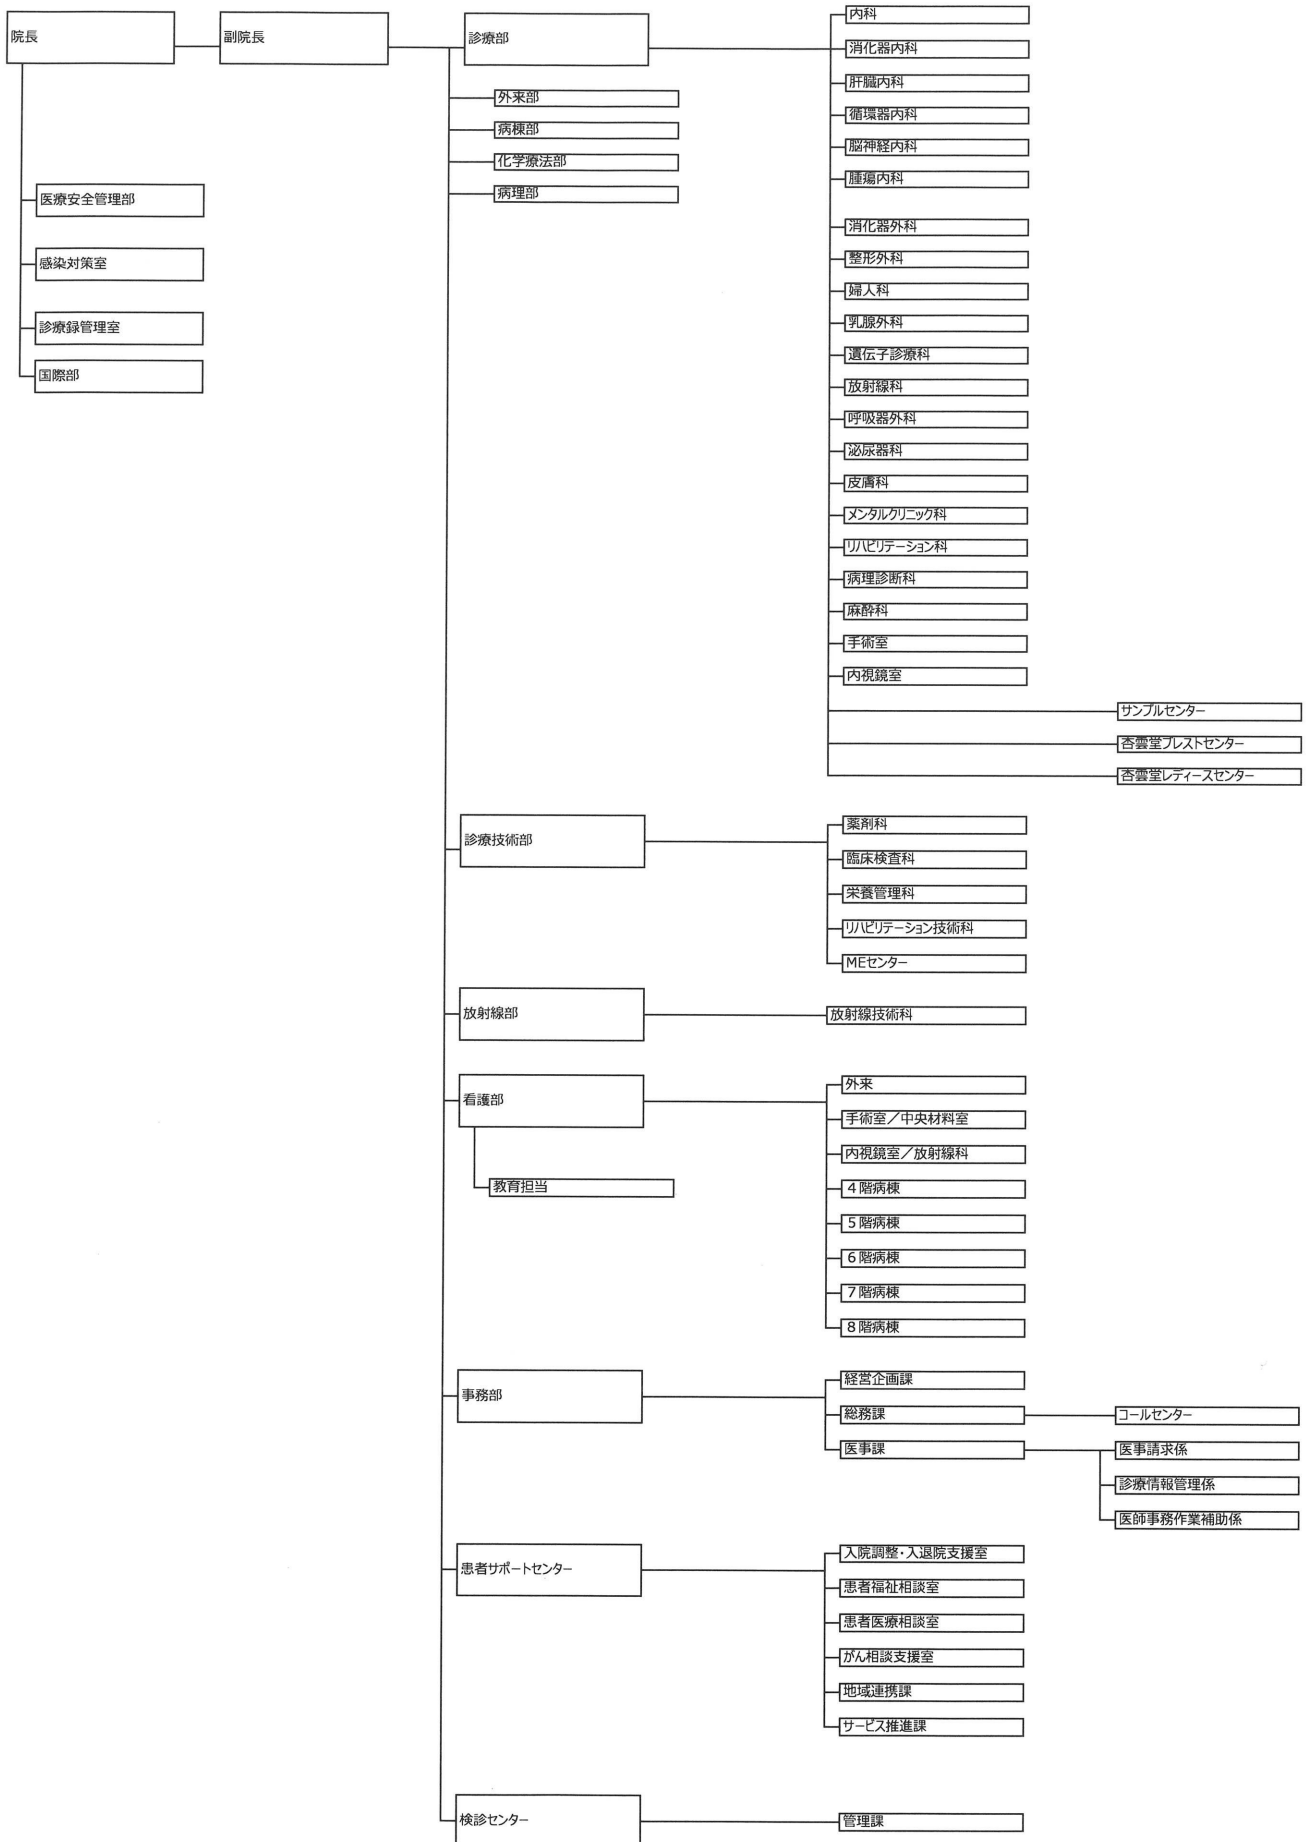 院長
副院長
医療安全管理部
感染対策室
診療録管理室
国際部
診療部
外来部
病棟部
化学療法部
病理部
内科
消化器内科
肝臓内科
循環器内科
脳神経内科
腫瘍内科
消化器外科
整形外科
婦人科
乳腺外科
遺伝子診療科
放射線科
呼吸器外科
泌尿器科
皮膚科
メンタルクリニック科
リハビリテーション科
病理診断科
麻酔科
手術室
内視鏡室
サンプルセンター
杏雲堂ブレストセンター
杏雲堂レディースセンター
診療技術部
薬剤科
臨床検査科
栄養管理科
リハビリテーション技術科
MEセンター
放射線部
放射線技術科
看護部
教育担当
外来
手術室／中央材料室
内視鏡室／放射線科
４階病棟
５階病棟
６階病棟
７階病棟
８階病棟
事務部
経営企画課
総務課
コールセンター
医事課
医事請求係
診療情報管理係
医師事務作業補助係
患者サポートセンター
入院調整・入退院支援室
患者福祉相談室
患者医療相談室
がん相談支援室
地域連携課
サービス推進課
検診センター
管理課